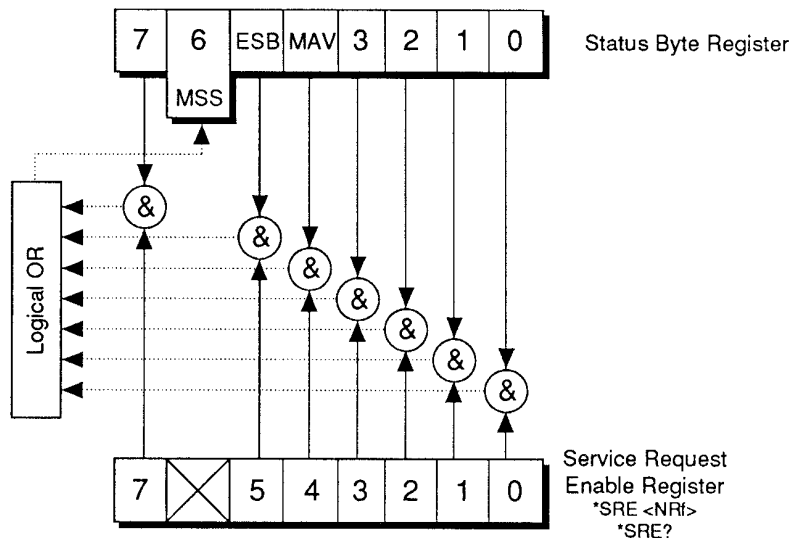 7 6 ESB MAV 3 2 1 0
Status Byte Register
MSS
&
&
&
&
&
&
&
Logical OR
7 5 4 3 2 1 0
Service Request
Enable Register
*SRE <NRf>
*SRE?